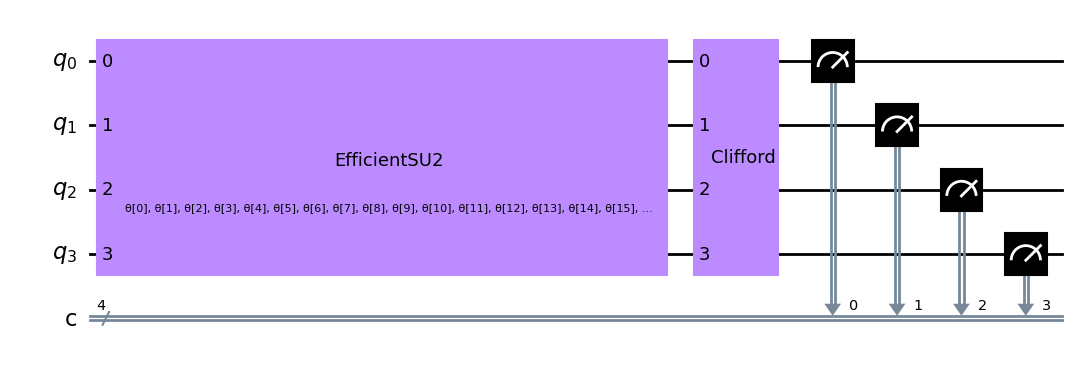 q0 0 0
q1 1 1
EfficientSU2 Clifford
q2 2 2
θ[0], θ[1], θ[2], θ[3], θ[4], θ[5], θ[6], θ[7], θ[8], θ[9], θ[10], θ[11], θ[12], θ[13], θ[14], θ[15], ...
q3 3 3
4 0 1 2 3
c